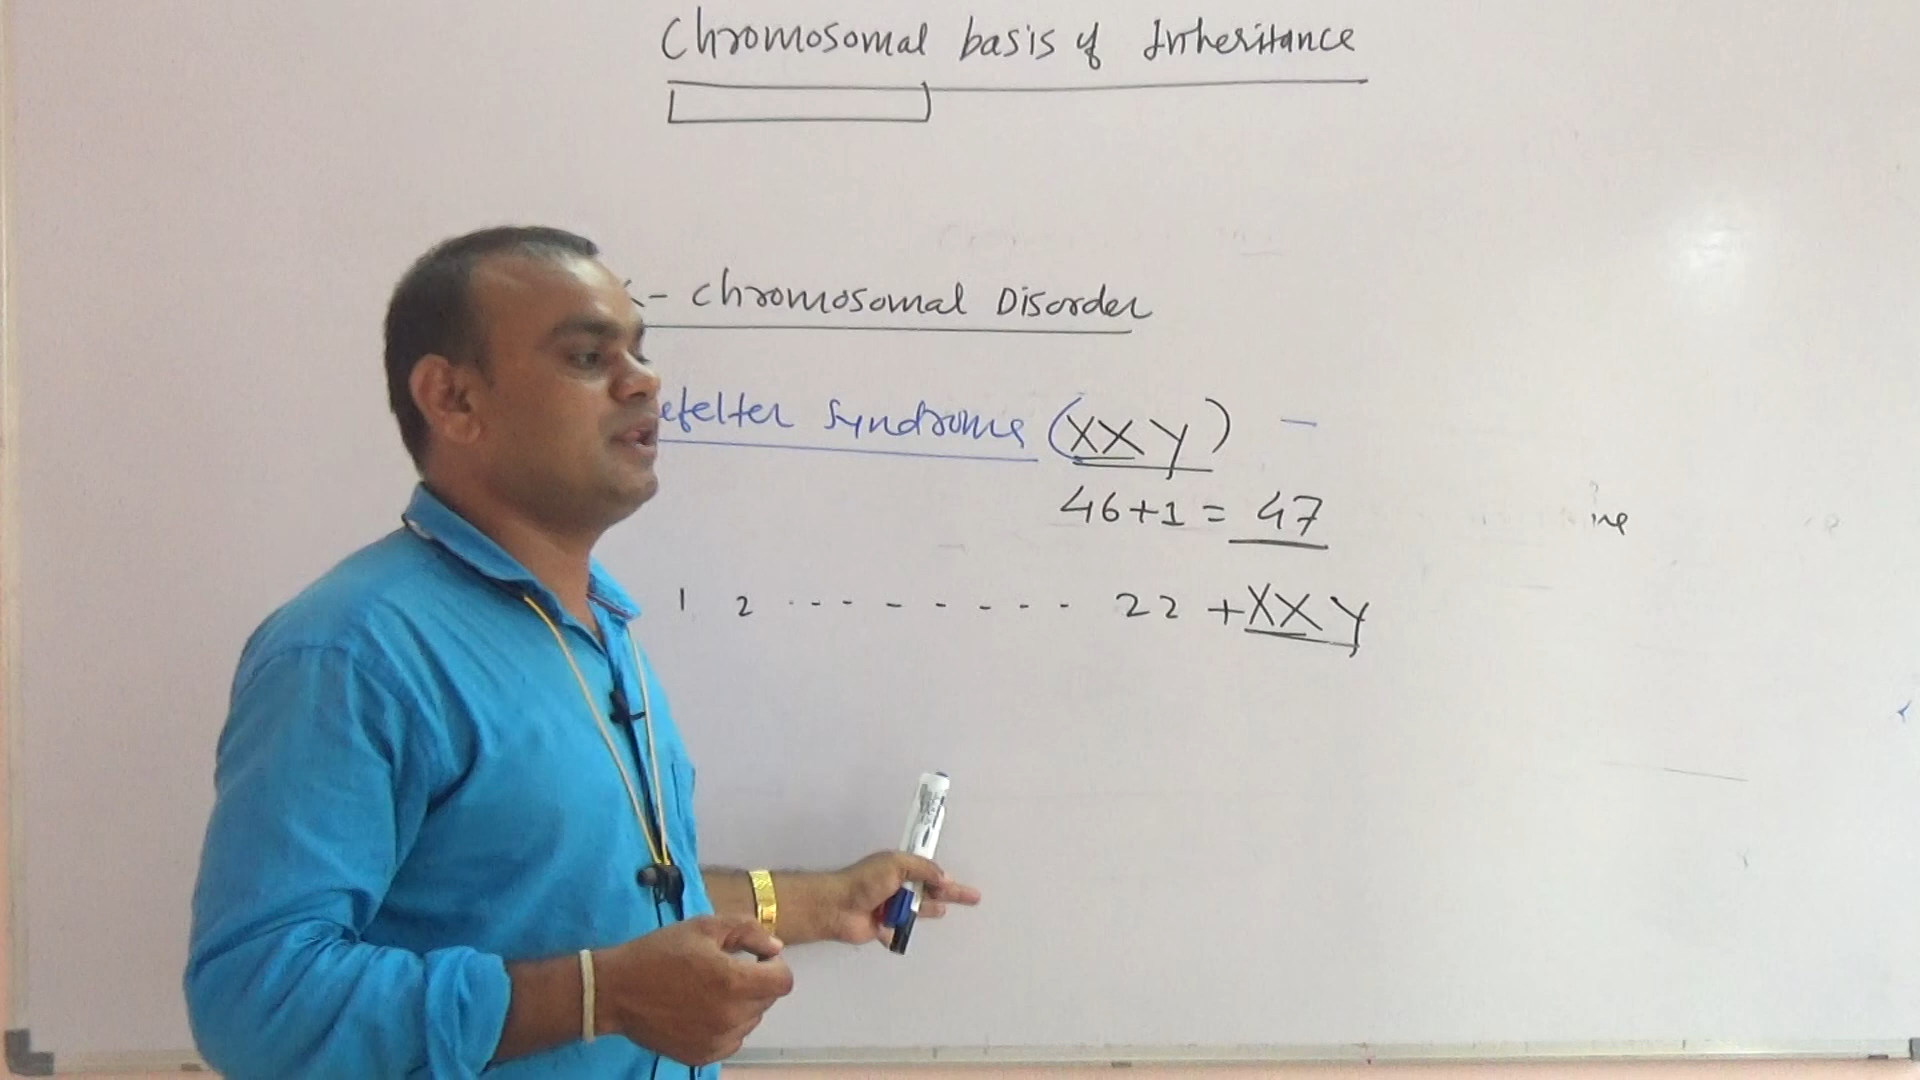 Chromosomal basis of Inheritance
- Chromosomal Disorder
efelter Syndrome (XXY) -
46+1 = 47
1 2 --------- 22 + XXY